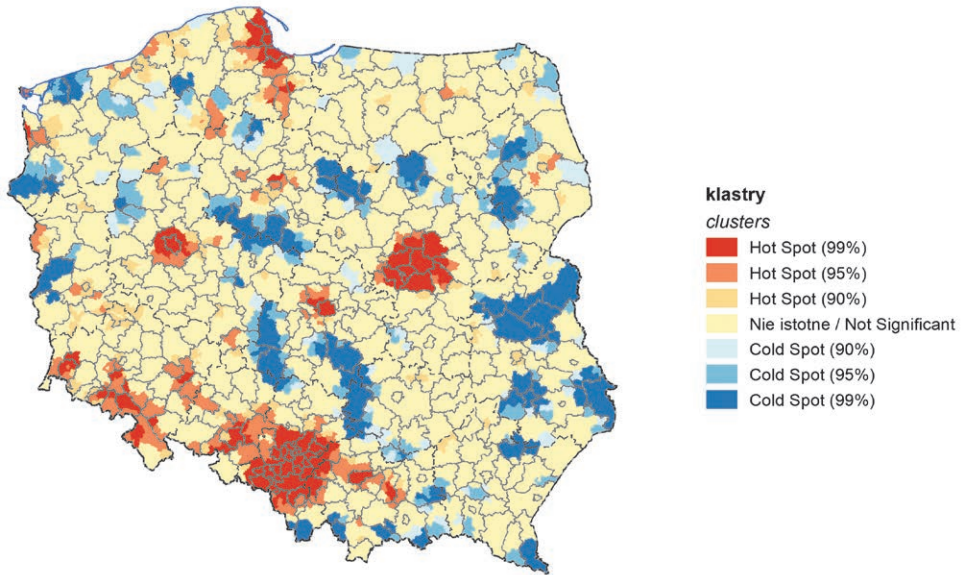 klastry
clusters
Hot Spot (99%)
Hot Spot (95%)
Hot Spot (90%)
Nie istotne / Not Significant
Cold Spot (90%)
Cold Spot (95%)
Cold Spot (99%)